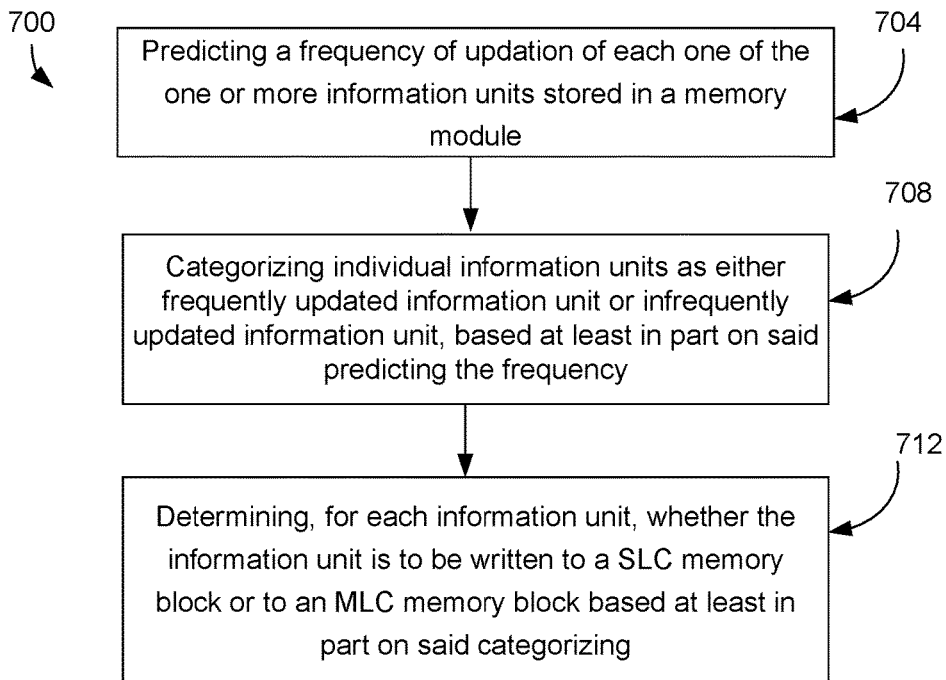 700
704
Predicting a frequency of updation of each one of the
one or more information units stored in a memory
module
708
Categorizing individual information units as either
frequently updated information unit or infrequently
updated information unit, based at least in part on said
predicting the frequency
712
Determining, for each information unit, whether the
information unit is to be written to a SLC memory
block or to an MLC memory block based at least in
part on said categorizing